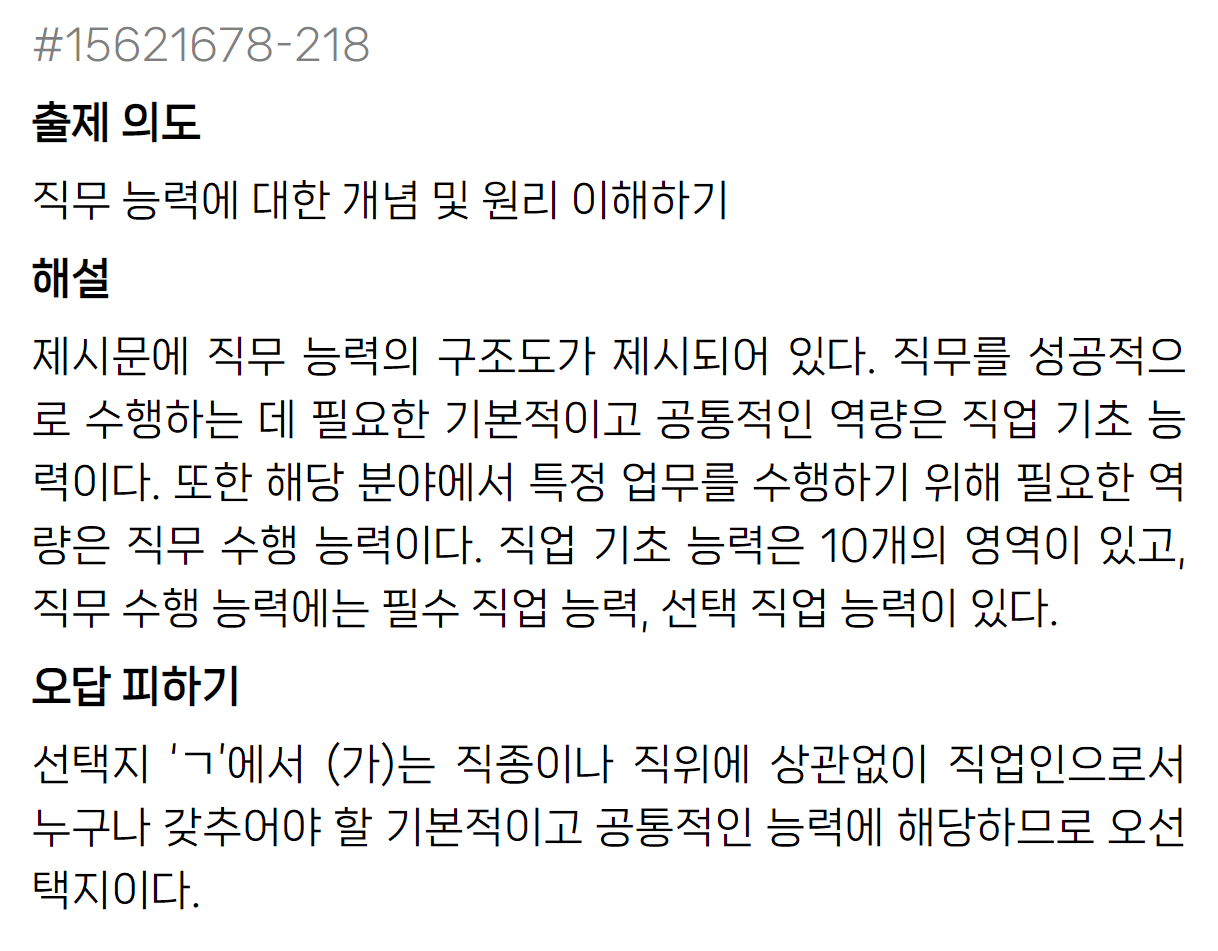 #15621678-218
출제 의도
직무 능력에 대한 개념 및 원리 이해하기
해설
제시문에 직무 능력의 구조도가 제시되어 있다. 직무를 성공적으
로 수행하는 데 필요한 기본적이고 공통적인 역량은 직업 기초 능
력이다. 또한 해당 분야에서 특정 업무를 수행하기 위해 필요한 역
량은 직무 수행 능력이다. 직업 기초 능력은 10개의 영역이 있고,
직무 수행 능력에는 필수 직업 능력, 선택 직업 능력이 있다.
오답 피하기
선택지 ‘ㄱ’에서 (가)는 직종이나 직위에 상관없이 직업인으로서
누구나 갖추어야 할 기본적이고 공통적인 능력에 해당하므로 오선
택지이다.